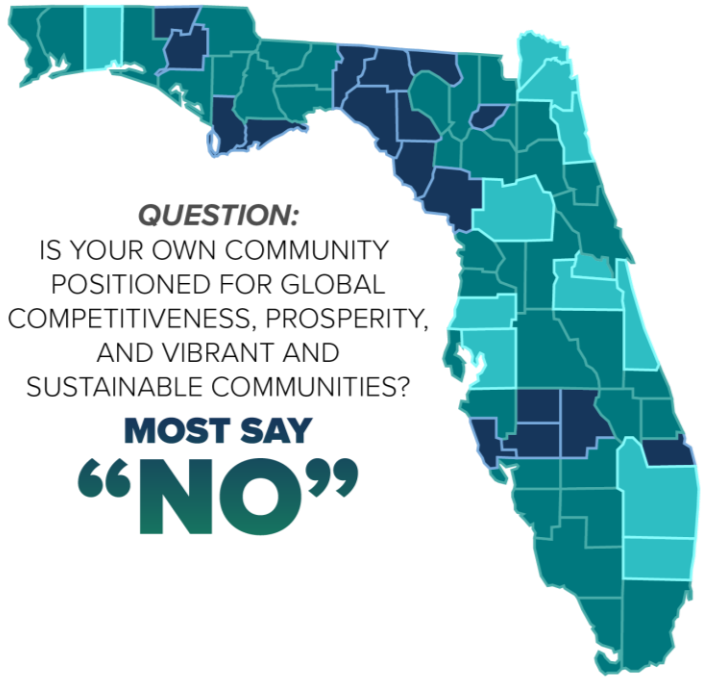 QUESTION:
IS YOUR OWN COMMUNITY
POSITIONED FOR GLOBAL
COMPETITIVENESS, PROSPERITY,
AND VIBRANT AND
SUSTAINABLE COMMUNITIES?
MOST SAY
“NO”